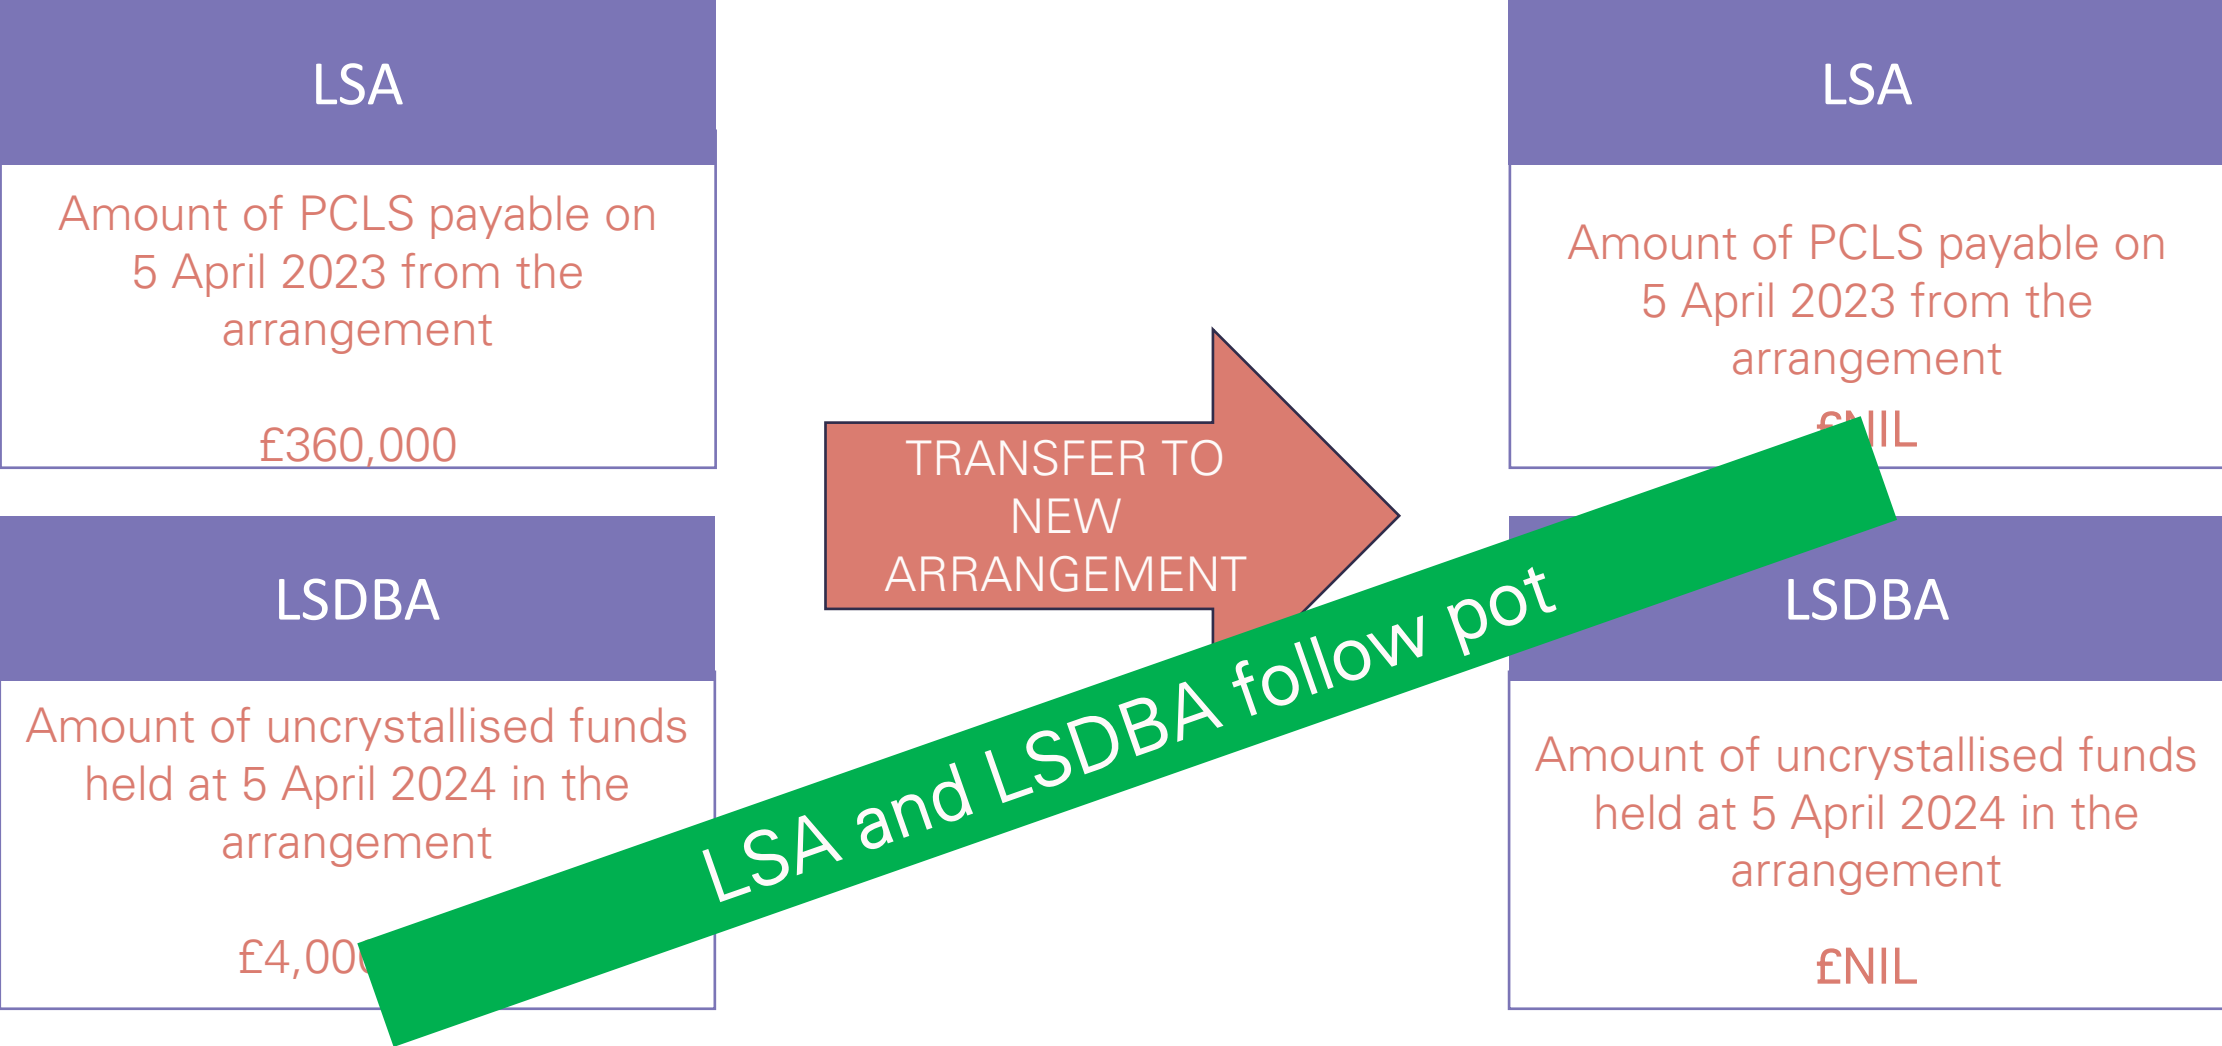 LSA
Amount of PCLS payable on
5 April 2023 from the
arrangement
£360,000
LSDBA
Amount of uncrystallised funds
held at 5 April 2024 in the
arrangement
TRANSFER TO
NEW
ARRANGEMENT
LSA and LSDBA follow pot
LSA
Amount of PCLS payable on
5 April 2023 from the
arrangement
£NIL
LSDBA
Amount of uncrystallised funds
held at 5 April 2024 in the
arrangement
£NIL